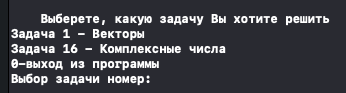 Выберете, какую задачу Вы хотите решить
Задача 1 - Векторы
Задача 16 - Комплексные числа
0-выход из программы
Выбор задачи номер: